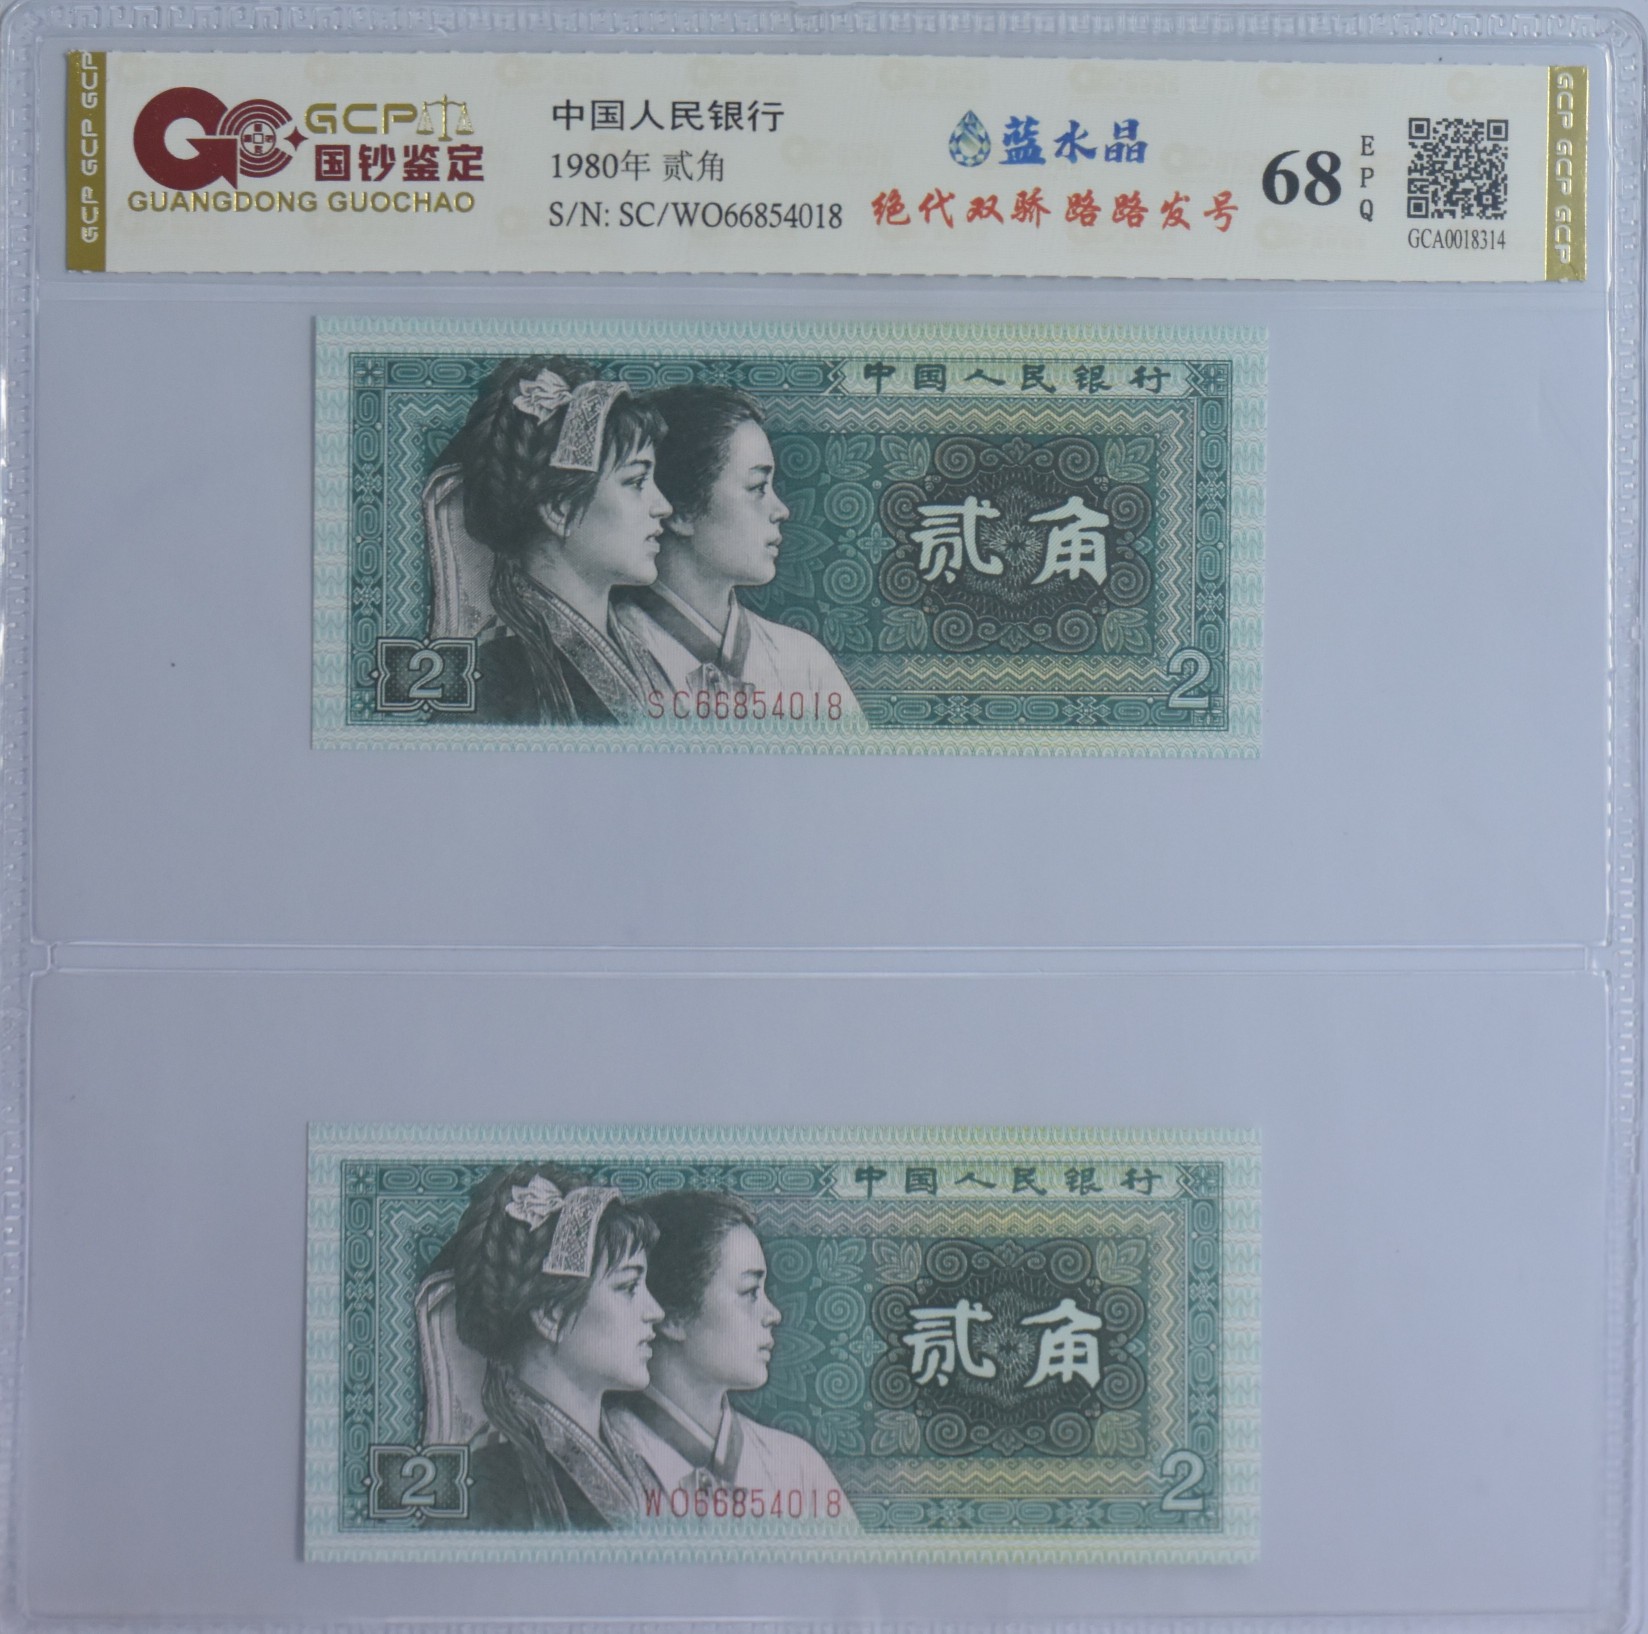 GCP GCP GCP
GCP
国钞鉴定
GUANGDONG GUOCHAO
中国人民银行
1980年 贰角
S/N: SC/WO66854018
蓝水晶
绝代双骄 路路发号
68
EPQ
GCA0018314
GCP GCP GCP GCP
中国人民银行
贰角
2
2
SC66854018
中国人民银行
贰角
2
2
WO66854018